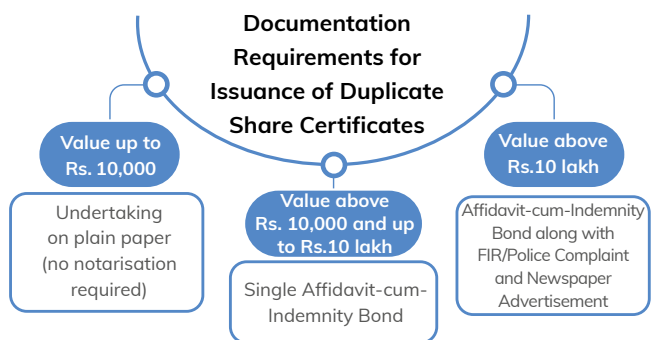 Documentation
Requirements for
Issuance of Duplicate
Share Certificates
Value up to
Rs. 10,000
Undertaking
on plain paper
(no notarisation
required)
Value above
Rs. 10,000 and up
to Rs.10 lakh
Single Affidavit-cum-
Indemnity Bond
Value above
Rs.10 lakh
Affidavit-cum-Indemnity
Bond along with
FIR/Police Complaint
and Newspaper
Advertisement